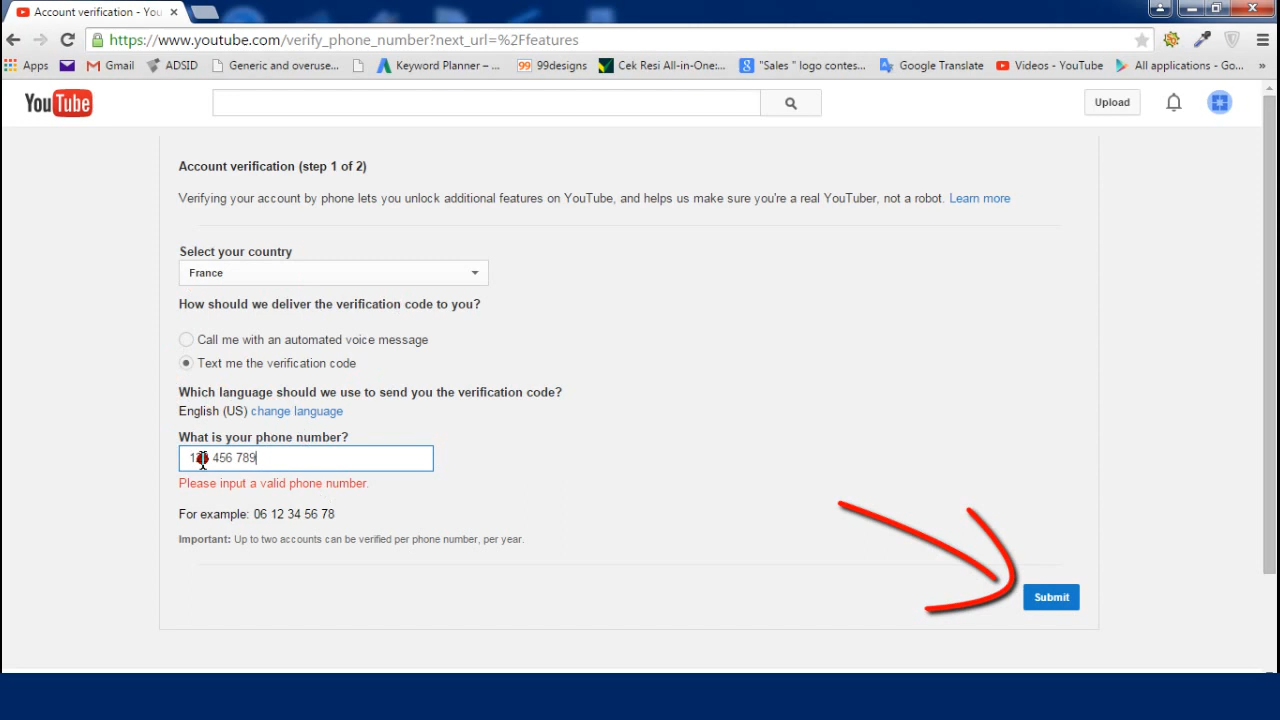 Account verification - You
https://www.youtube.com/verify_phone_number?next_url=%2Ffeatures
Apps Gmail ADSID Generic and overuse... Keyword Planner – ... 99 99designs Cek Resi All-in-One:... "Sales " logo contes... Google Translate Videos - YouTube All applications - Go... »
YouTube Upload
Account verification (step 1 of 2)
Verifying your account by phone lets you unlock additional features on YouTube, and helps us make sure you're a real YouTuber, not a robot. Learn more
Select your country
France
How should we deliver the verification code to you?
Call me with an automated voice message
Text me the verification code
Which language should we use to send you the verification code?
English (US) change language
What is your phone number?
456 789
Please input a valid phone number.
For example: 06 12 34 56 78
Important: Up to two accounts can be verified per phone number, per year.
Submit